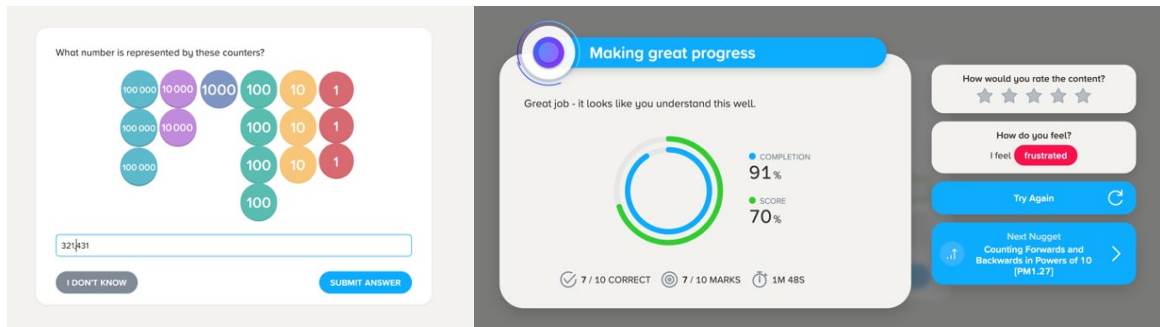 What number is represented by these counters?
100 000 10 000 1000 100 10 1
100 000 10 000 100 10 1
100 000 100 10 1
100
321,431
I DON'T KNOW
SUBMIT ANSWER
Making great progress
Great job - it looks like you understand this well.
COMPLETION
91%
SCORE
70%
7 / 10 CORRECT
7 / 10 MARKS
1M 48S
How would you rate the content?
How do you feel?
I feel frustrated
Try Again
Next Nugget
Counting Forwards and
Backwards in Powers of 10
[PM1.27]